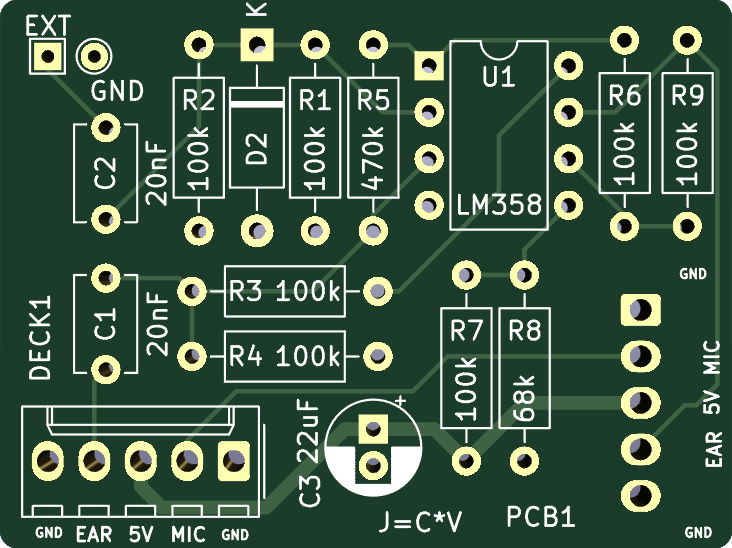 EXT
K
GND
R2
100k
D2
R1
100k
R5
470k
U1
LM358
R6
100k
R9
100k
C2
20nF
C1
20nF
DECK1
R3 100k
R4 100k
R7
100k
R8
68k
GND
MIC
5V
EAR
GND
C3 22uF
+
J=C*V
PCB1
GND EAR 5V MIC GND